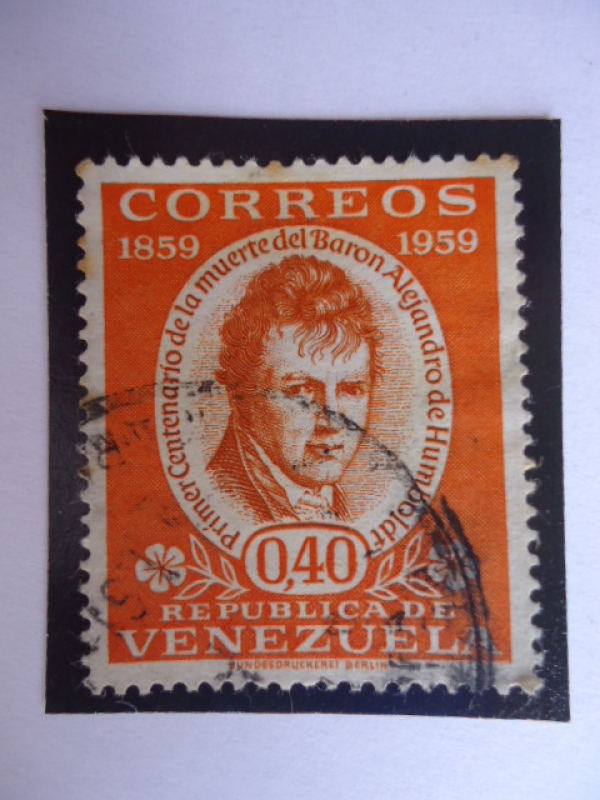 CORREOS
1859 1959
Primer Centenario de la muerte del Baron Alejandro de Humboldt
0,40
REPUBLICA DE
VENEZUELA
BUNDESDRUCKEREI BERLIN